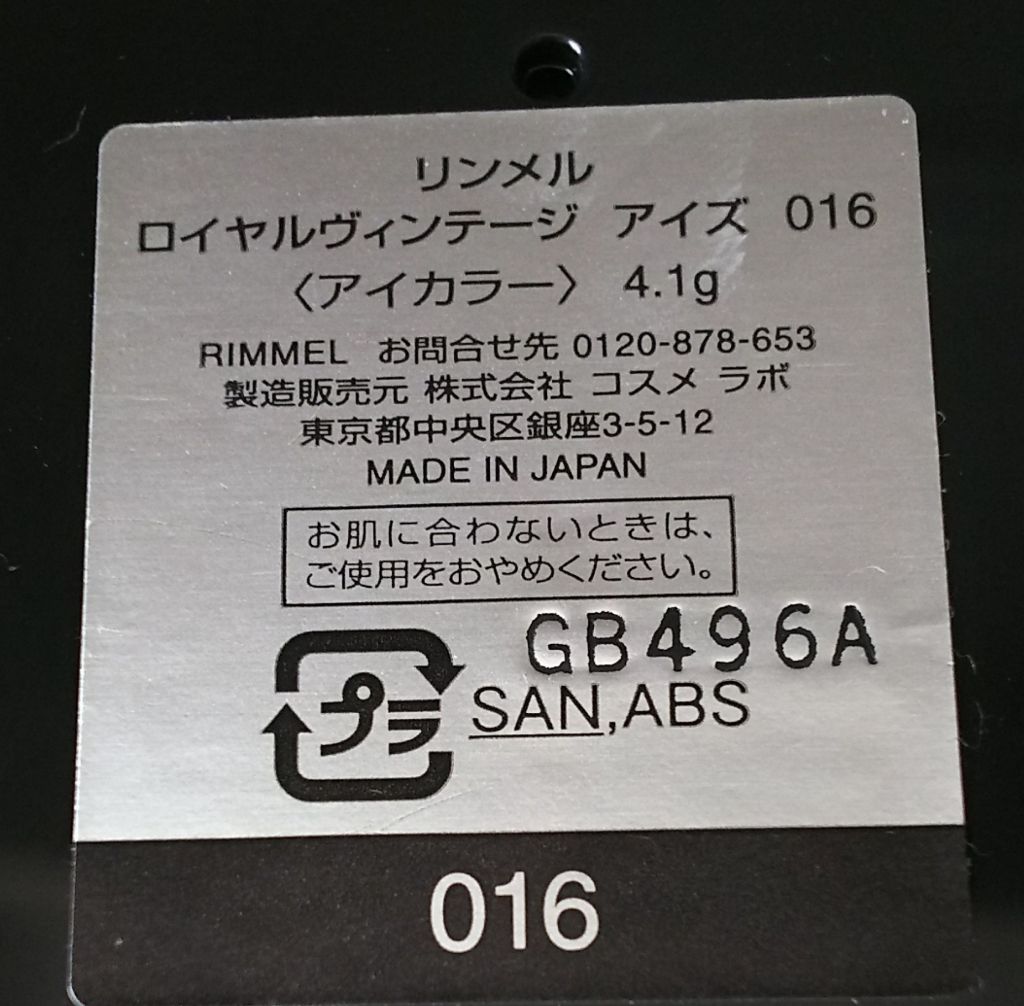 リンメル
ロイヤルヴィンテージ アイズ 016
〈アイカラー〉 4.1g
RIMMEL お問合せ先 0120-878-653
製造販売元 株式会社 コスメ ラボ
東京都中央区銀座3-5-12
MADE IN JAPAN
お肌に合わないときは、
ご使用をおやめください。
GB496A
プラ SAN,ABS
016